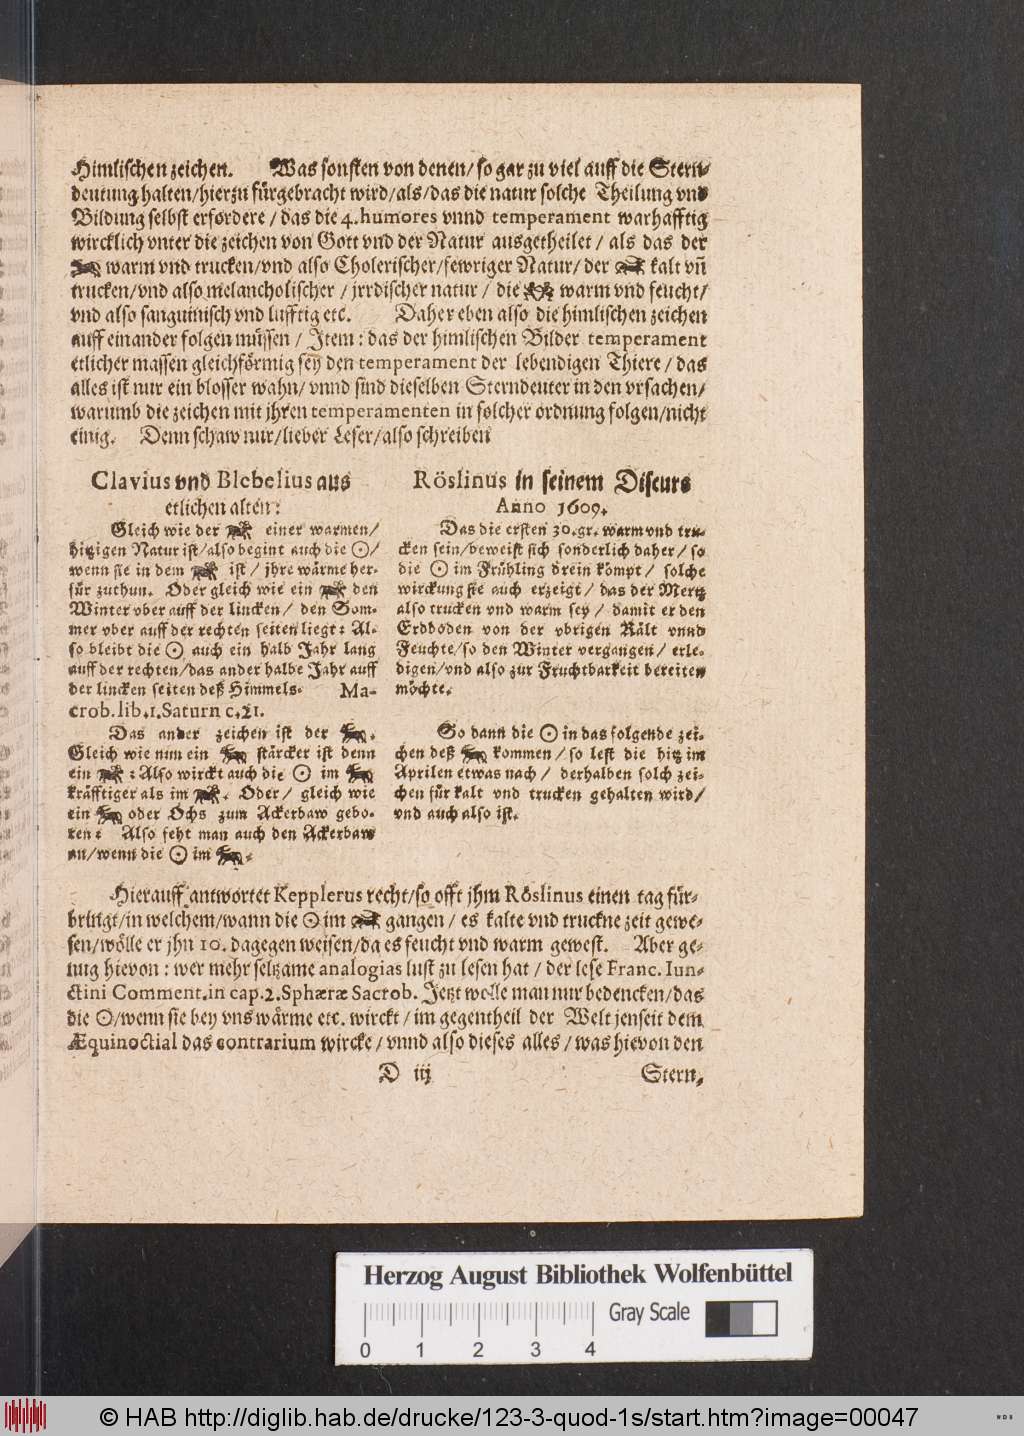 Himlischen zeichen. Was sonsten von denen/ so gar zu viel auff die Stern-
deutung halten/hierzu fürgebracht wird/als/das die natur solche Theilung vnd
Bildung selbst erfordere/ das die 4. humores vnnd temperament warhafftig
wircklich vnter die zeichen von Gott vnd der Natur ausgetheilet/ als das der
♈ warm vnd trucken/vnd also Cholerischer/fewriger Natur/ der ♉ kalt vn̄
trucken/vnd also melancholischer / jrrdischer natur / die ♊ warm vnd feucht/
vnd also sanguinisch vnd lufftig etc. Daher eben also die himlischen zeichen
auff einander folgen müssen / Item: das der himlischen Bilder temperament
etlicher massen gleichförmig sey den temperament der lebendigen Thiere/ das
alles ist nur ein blosser wahn/ vnnd sind dieselben Sterndeuter in den vrsachen/
warumb die zeichen mit jhren temperamenten in solcher ordnung folgen/nicht
einig. Denn schaw nur/lieber Leser/also schreiben
Clavius vnd Blebelius aus
etlichen alten:
Gleich wie der ♈ einer warmen/
hitzigen Natur ist/also begint auch die ☉/
wenn sie in dem ♈ ist/ jhre wärme her-
für zuthun. Oder gleich wie ein ♈ den
Winter vber auff der lincken/ den Som-
mer vber auff der rechten seiten liegt: Al-
so bleibt die ☉ auch ein halb Jahr lang
auff der rechten/das ander halbe Jahr auff
der lincken seiten deß Himmels. Ma-
crob. lib. 1. Saturn c. 21.
Das ander zeichen ist der ♉.
Gleich wie nun ein ♉ stärcker ist denn
ein ♈: Also wirckt auch die ☉ im ♉
kräfftiger als im ♈. Oder/ gleich wie
ein ♉ oder Ochs zum Ackerbaw gebo-
ren: Also feht man auch den Ackerbaw
an/wenn die ☉ im ♉.
Röslinus in seinem Discurs
Anno 1609.
Das die ersten 30. gr. warm vnd tru-
cken sein/beweist sich sonderlich daher/ so
die ☉ im Frühling drein kömpt/ solche
wirckung sie auch erzeigt/ das der Mertz
also trucken vnd warm sey/ damit er den
Erdboden von der vbrigen Kält vnnd
Feuchte/so den Winter vergangen/ erle-
digen/vnd also zur Fruchtbarkeit bereiten
möchte.
So dann die ☉ in das folgende zei-
chen deß ♉ kommen/ so lest die hitz im
Aprilen etwas nach/ derhalben solch zei-
chen für kalt vnd trucken gehalten wird/
vnd auch also ist.
Hierauff antwortet Kepplerus recht/so offt jhm Röslinus einen tag für-
bringt/in welchem/wann die ☉ im ♉ gangen/ es kalte vnd truckne zeit gewe-
sen/wölle er jhn 10. dagegen weisen/da es feucht vnd warm gewest. Aber ge-
nug hievon: wer mehr seltzame analogias lust zu lesen hat / der lese Franc. Iun-
ctini Comment. in cap. 2. Sphæræ Sacrob. Jetzt wolle man nur bedencken/das
die ☉/wenn sie bey vns wärme etc. wirckt/ im gegentheil der Welt jenseit dem
Æquinoctial das contrarium wircke/ vnnd also dieses alles/ was hievon den
D iij
Stern-
Herzog August Bibliothek Wolfenbüttel
Gray Scale
0 1 2 3 4
© HAB http://diglib.hab.de/drucke/123-3-quod-1s/start.htm?image=00047